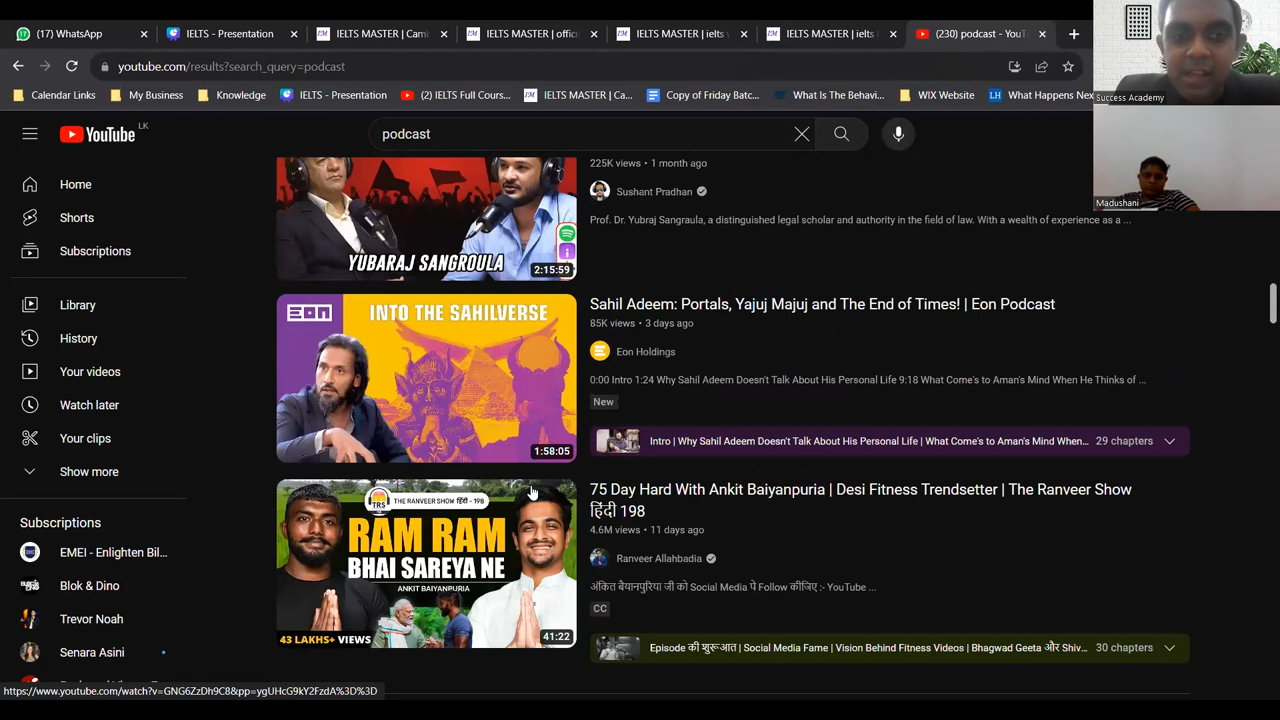 (17) WhatsApp
IELTS - Presentation
IELTS MASTER | Cam
IELTS MASTER | offic
IELTS MASTER | ielts v
IELTS MASTER | ielts
(230) podcast - YouT
youtube.com/results?search_query=podcast
Calendar Links
My Business
Knowledge
IELTS - Presentation
(2) IELTS Full Cours...
IELTS MASTER | Ca...
Copy of Friday Batc...
What Is The Behavi...
WIX Website
What Happens Nex
Success Academy
Madushani
YouTube LK
podcast
Home
Shorts
Subscriptions
Library
History
Your videos
Watch later
Your clips
Show more
Subscriptions
EMEI - Enlighten Bil...
Blok & Dino
Trevor Noah
Senara Asini
YUBARAJ SANGROULA
2:15:59
225K views • 1 month ago
Sushant Pradhan
Prof. Dr. Yubraj Sangraula, a distinguished legal scholar and authority in the field of law. With a wealth of experience as a ...
eon
INTO THE SAHILVERSE
1:58:05
Sahil Adeem: Portals, Yajuj Majuj and The End of Times! | Eon Podcast
85K views • 3 days ago
Eon Holdings
0:00 Intro 1:24 Why Sahil Adeem Doesn't Talk About His Personal Life 9:18 What Come's to Aman's Mind When He Thinks of ...
New
Intro | Why Sahil Adeem Doesn't Talk About His Personal Life | What Come's to Aman's Mind When...
29 chapters
TRS
THE RANVEER SHOW हिंदी - 198
RAM RAM
BHAI SAREYA NE
ANKIT BAIYANPURIA
43 LAKHS+ VIEWS
41:22
75 Day Hard With Ankit Baiyanpuria | Desi Fitness Trendsetter | The Ranveer Show
हिंदी 198
4.6M views • 11 days ago
Ranveer Allahbadia
अंकित बैयानपुरिया जी को Social Media पे Follow कीजिए :- YouTube ...
CC
Episode की शुरूआत | Social Media Fame | Vision Behind Fitness Videos | Bhagwad Geeta और Shiv...
30 chapters
https://www.youtube.com/watch?v=GNG6ZzDh9C8&pp=ygUHcG9kY2FzdA%3D%3D